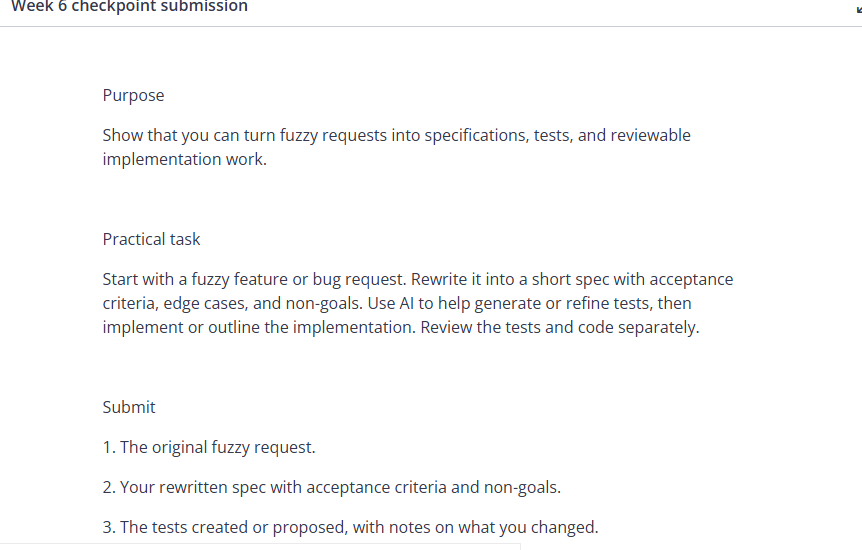 Week 6 checkpoint submission
Purpose
Show that you can turn fuzzy requests into specifications, tests, and reviewable
implementation work.
Practical task
Start with a fuzzy feature or bug request. Rewrite it into a short spec with acceptance
criteria, edge cases, and non-goals. Use AI to help generate or refine tests, then
implement or outline the implementation. Review the tests and code separately.
Submit
1. The original fuzzy request.
2. Your rewritten spec with acceptance criteria and non-goals.
3. The tests created or proposed, with notes on what you changed.